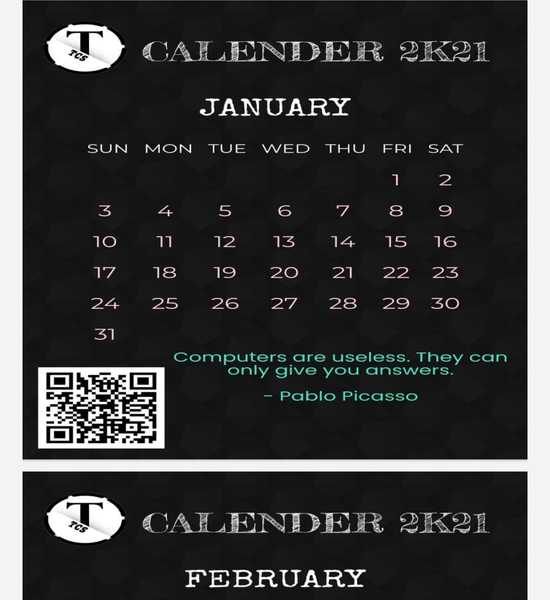 T
TCS
CALENDER 2K21
JANUARY
SUN MON TUE WED THU FRI SAT
1 2
3 4 5 6 7 8 9
10 11 12 13 14 15 16
17 18 19 20 21 22 23
24 25 26 27 28 29 30
31
Computers are useless. They can
only give you answers.
- Pablo Picasso
T
TCS
CALENDER 2K21
FEBRUARY